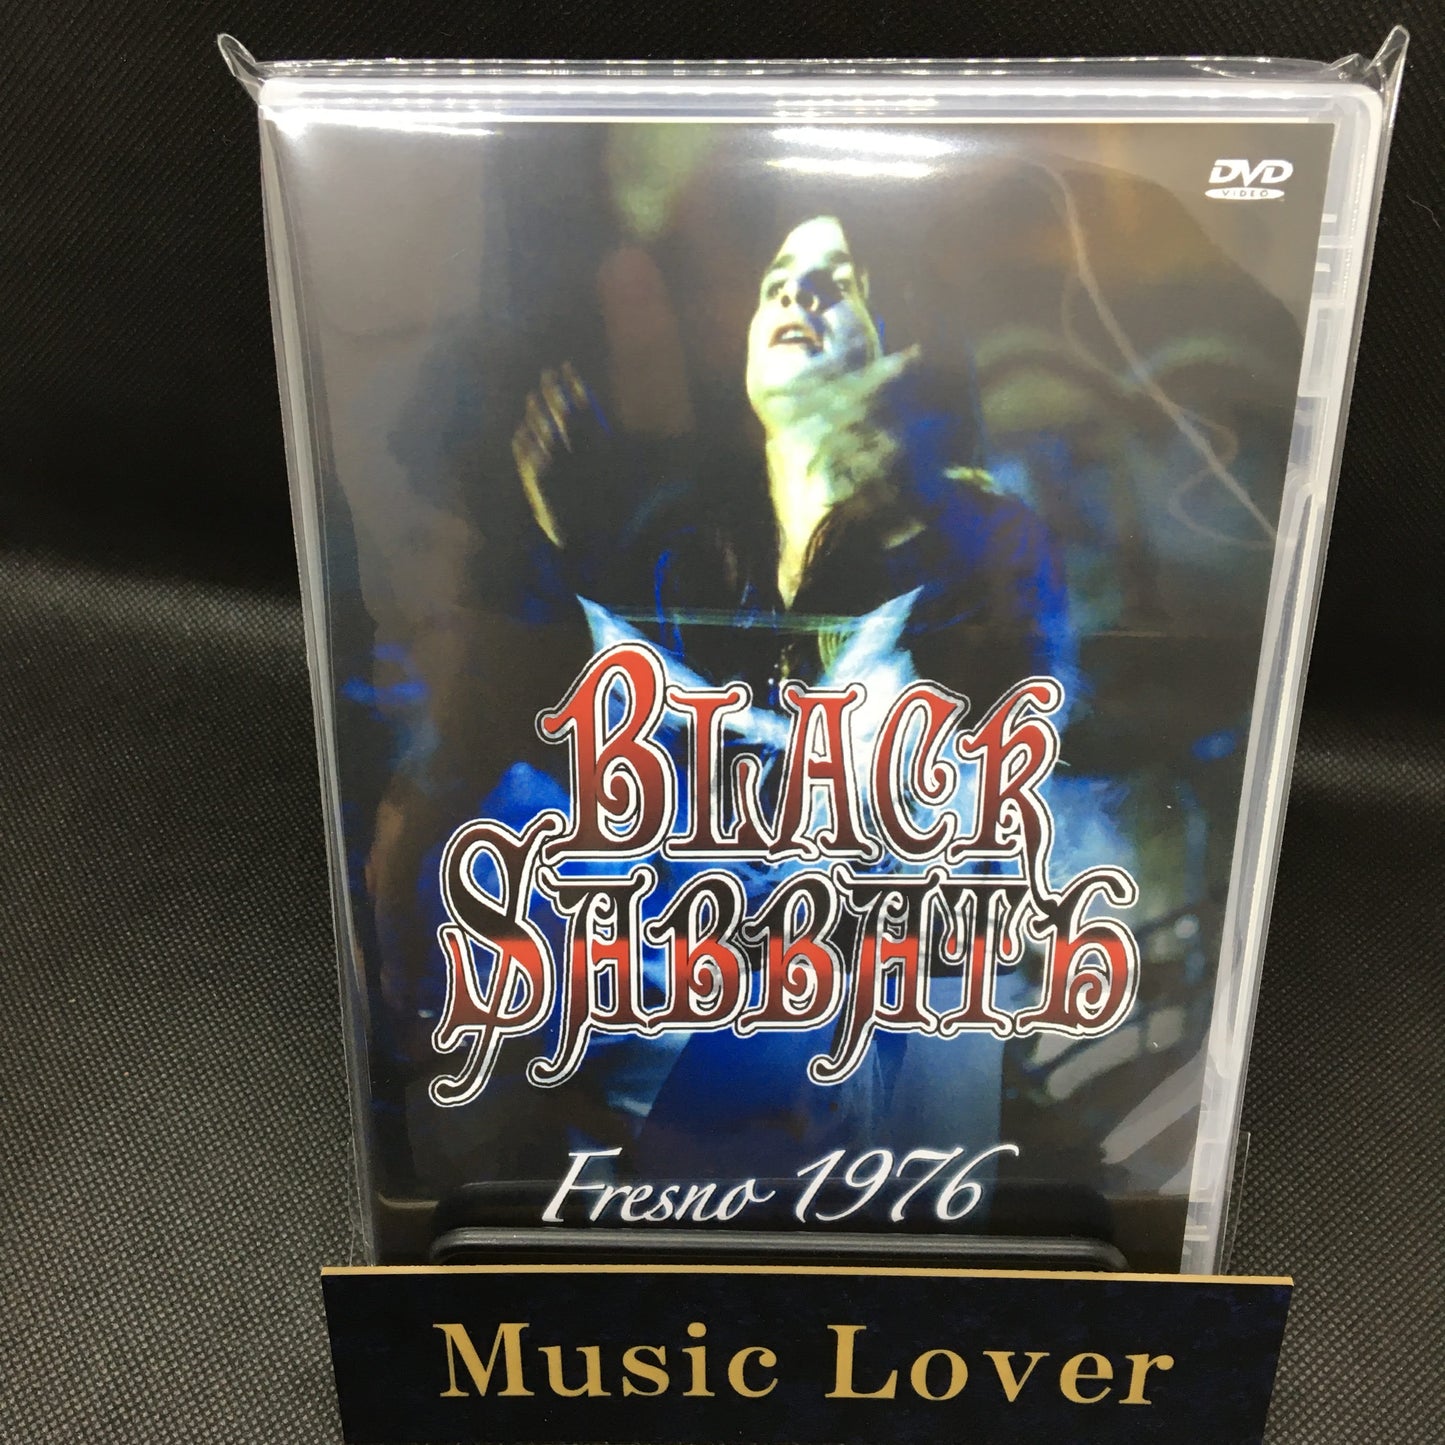 DVD
VIDEO
BLACK
SABBATH
Fresno 1976
Music Lover